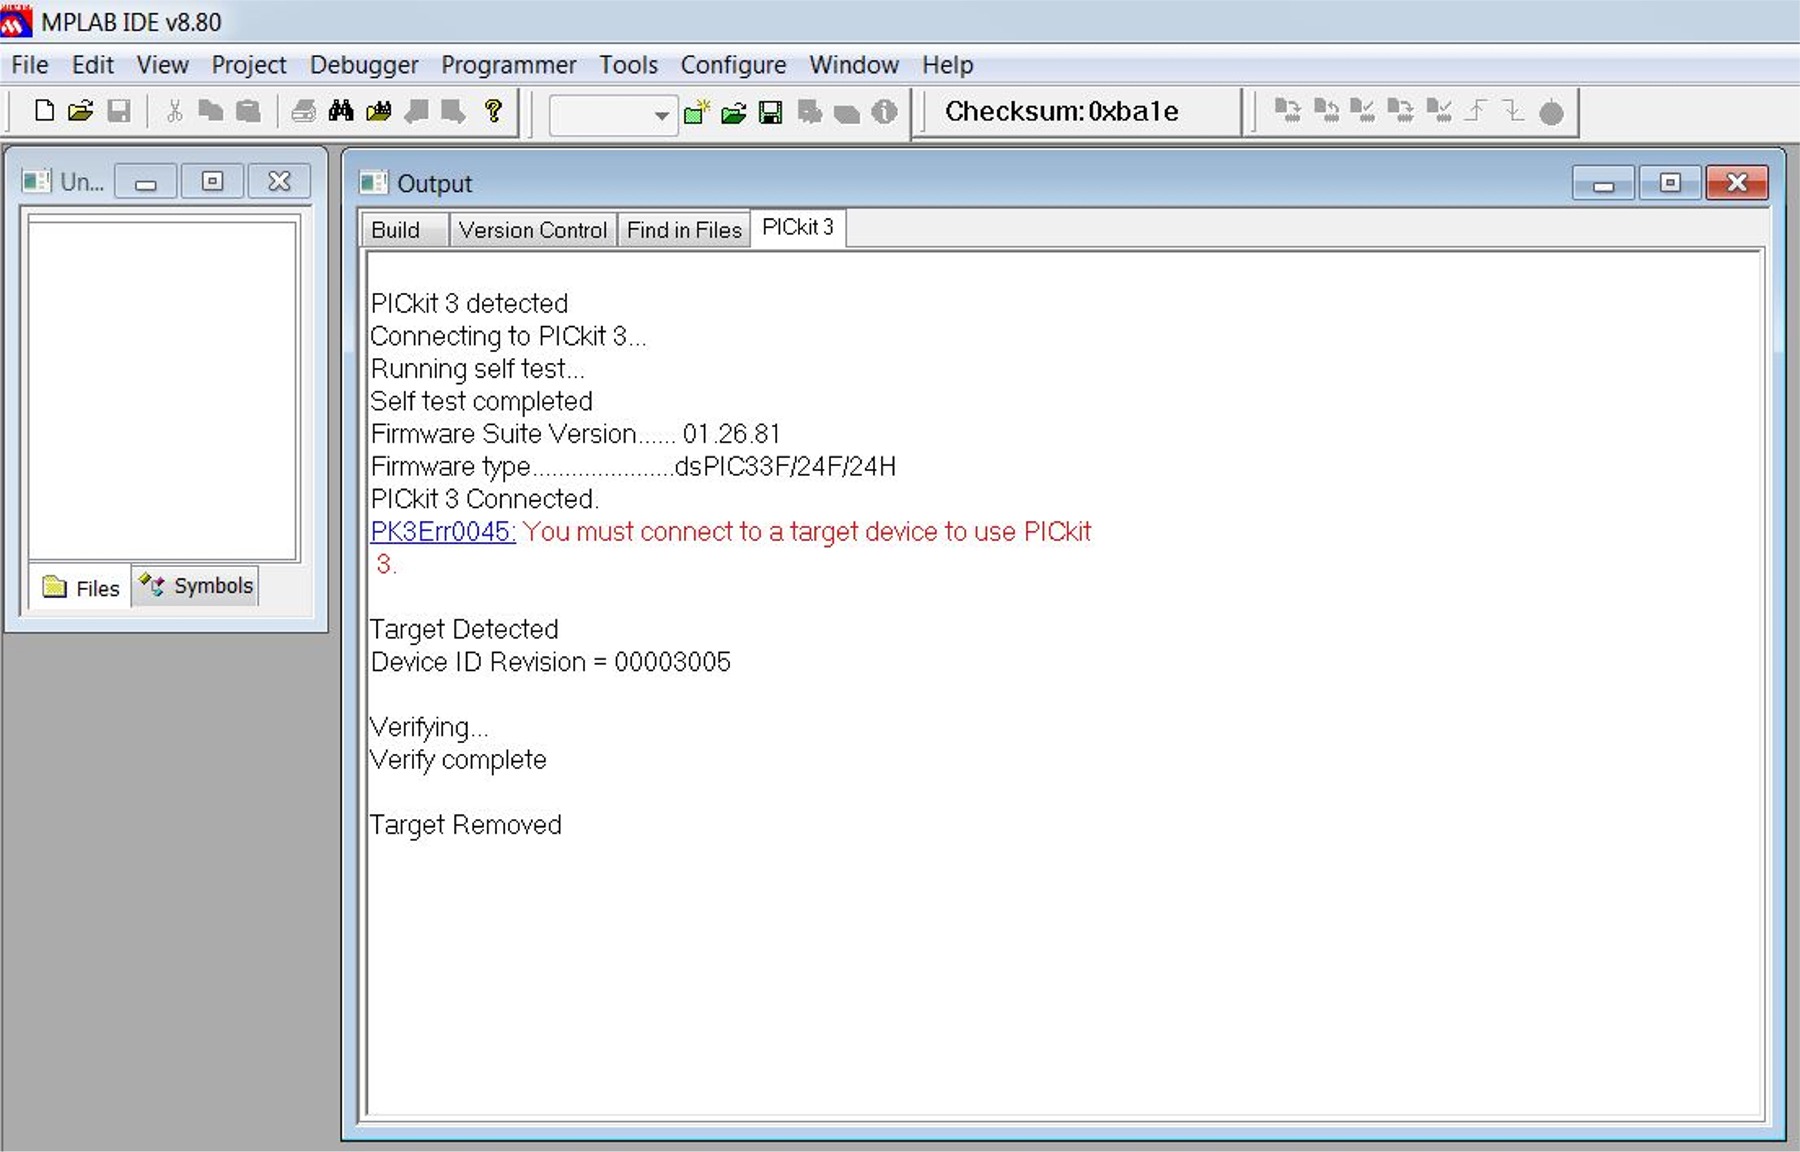 MPLAB IDE v8.80
File Edit View Project Debugger Programmer Tools Configure Window Help
Checksum: 0xba1e
Un...
Output
Build Version Control Find in Files PICkit 3
PICkit 3 detected
Connecting to PICkit 3...
Running self test...
Self test completed
Firmware Suite Version...... 01.26.81
Firmware type......................dsPIC33F/24F/24H
PICkit 3 Connected.
PK3Err0045: You must connect to a target device to use PICkit
3.
Target Detected
Device ID Revision = 00003005
Verifying...
Verify complete
Target Removed
Files Symbols